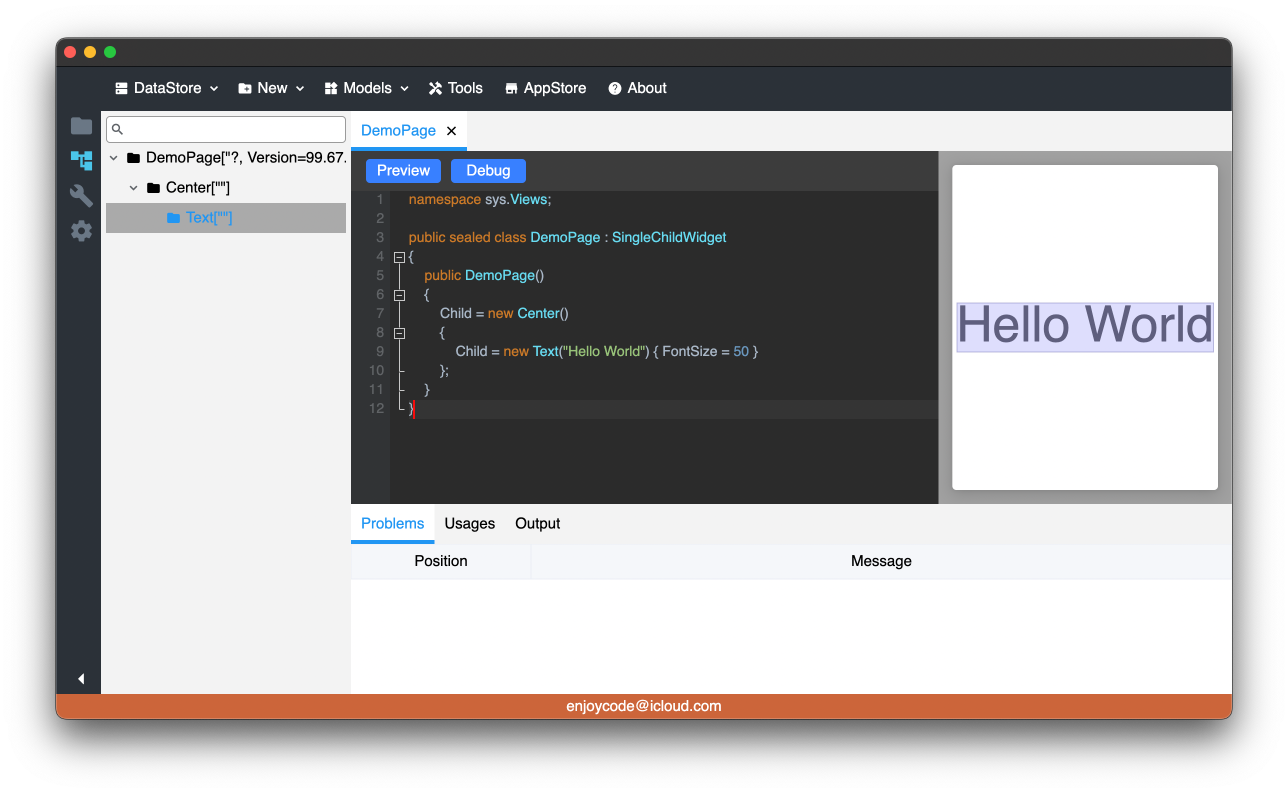 DataStore New Models Tools AppStore About
DemoPage["?, Version=99.67.
Center[""]
Text[""]
DemoPage
Preview Debug
1 namespace sys.Views;
2
3 public sealed class DemoPage : SingleChildWidget
4 {
5 public DemoPage()
6 {
7 Child = new Center()
8 {
9 Child = new Text("Hello World") { FontSize = 50 }
10 };
11 }
12 }
Hello World
Problems Usages Output
Position Message
enjoycode@icloud.com